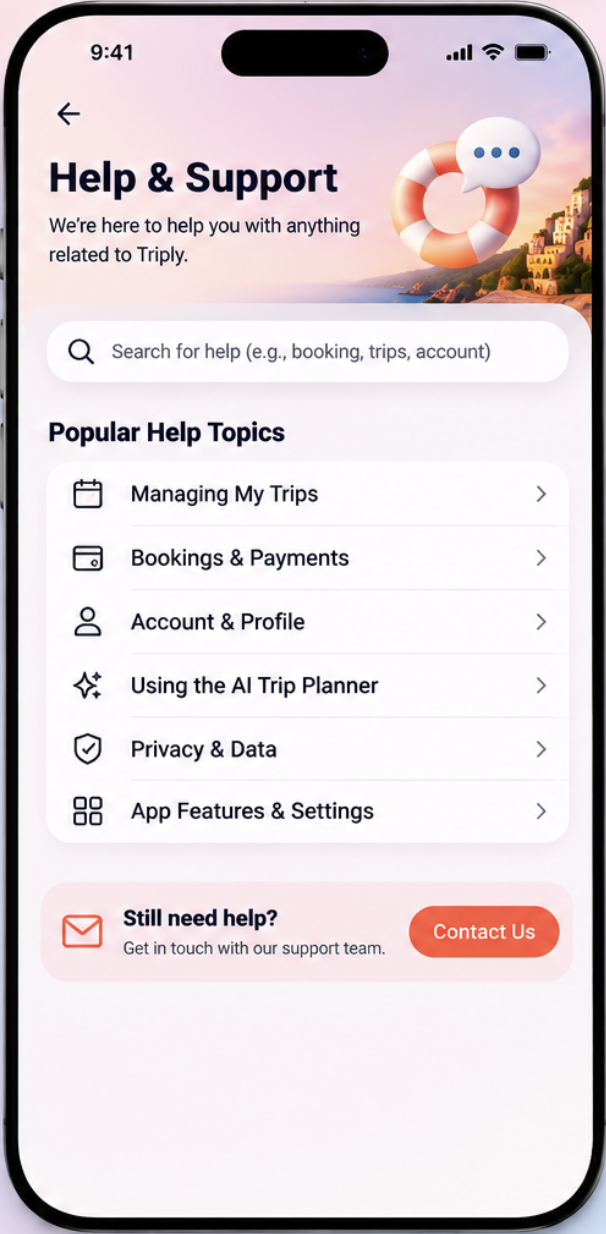 9:41
Help & Support
We're here to help you with anything
related to Triply.
Search for help (e.g., booking, trips, account)
Popular Help Topics
Managing My Trips
Bookings & Payments
Account & Profile
Using the AI Trip Planner
Privacy & Data
App Features & Settings
Still need help?
Get in touch with our support team.
Contact Us